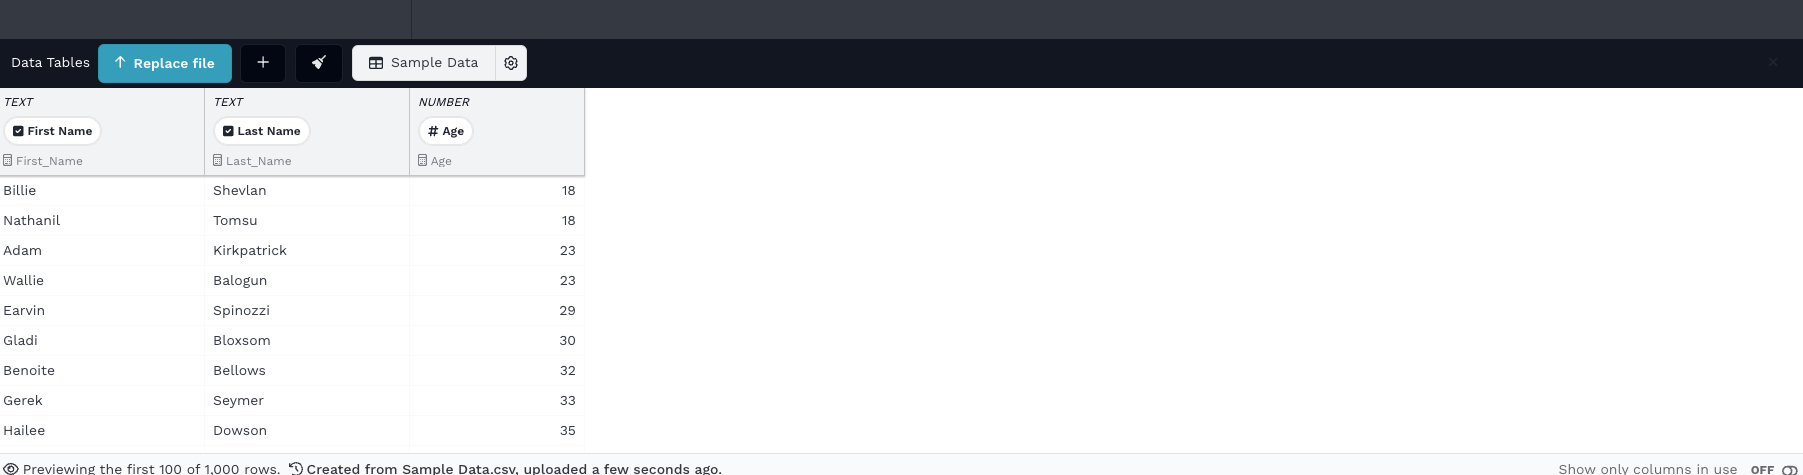 Data Tables Replace file Sample Data
TEXT TEXT NUMBER
First Name Last Name # Age
First_Name Last_Name Age
Billie Shevlan 18
Nathanil Tomsu 18
Adam Kirkpatrick 23
Wallie Balogun 23
Earvin Spinozzi 29
Gladi Bloxsom 30
Benoite Bellows 32
Gerek Seymer 33
Hailee Dowson 35
Previewing the first 100 of 1,000 rows. Created from Sample Data.csv, uploaded a few seconds ago. Show only columns in use OFF